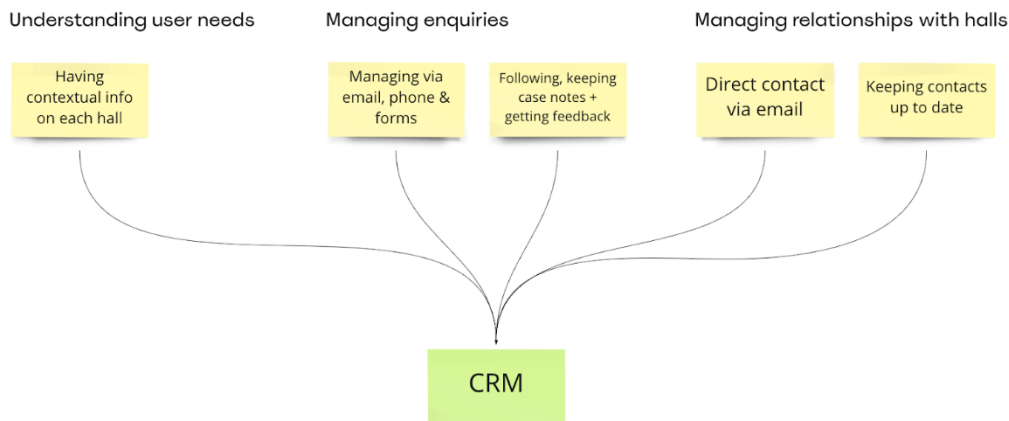 Understanding user needs
Managing enquiries
Managing relationships with halls
Having
contextual info
on each hall
Managing via
email, phone &
forms
Following, keeping
case notes +
getting feedback
Direct contact
via email
Keeping contacts
up to date
CRM